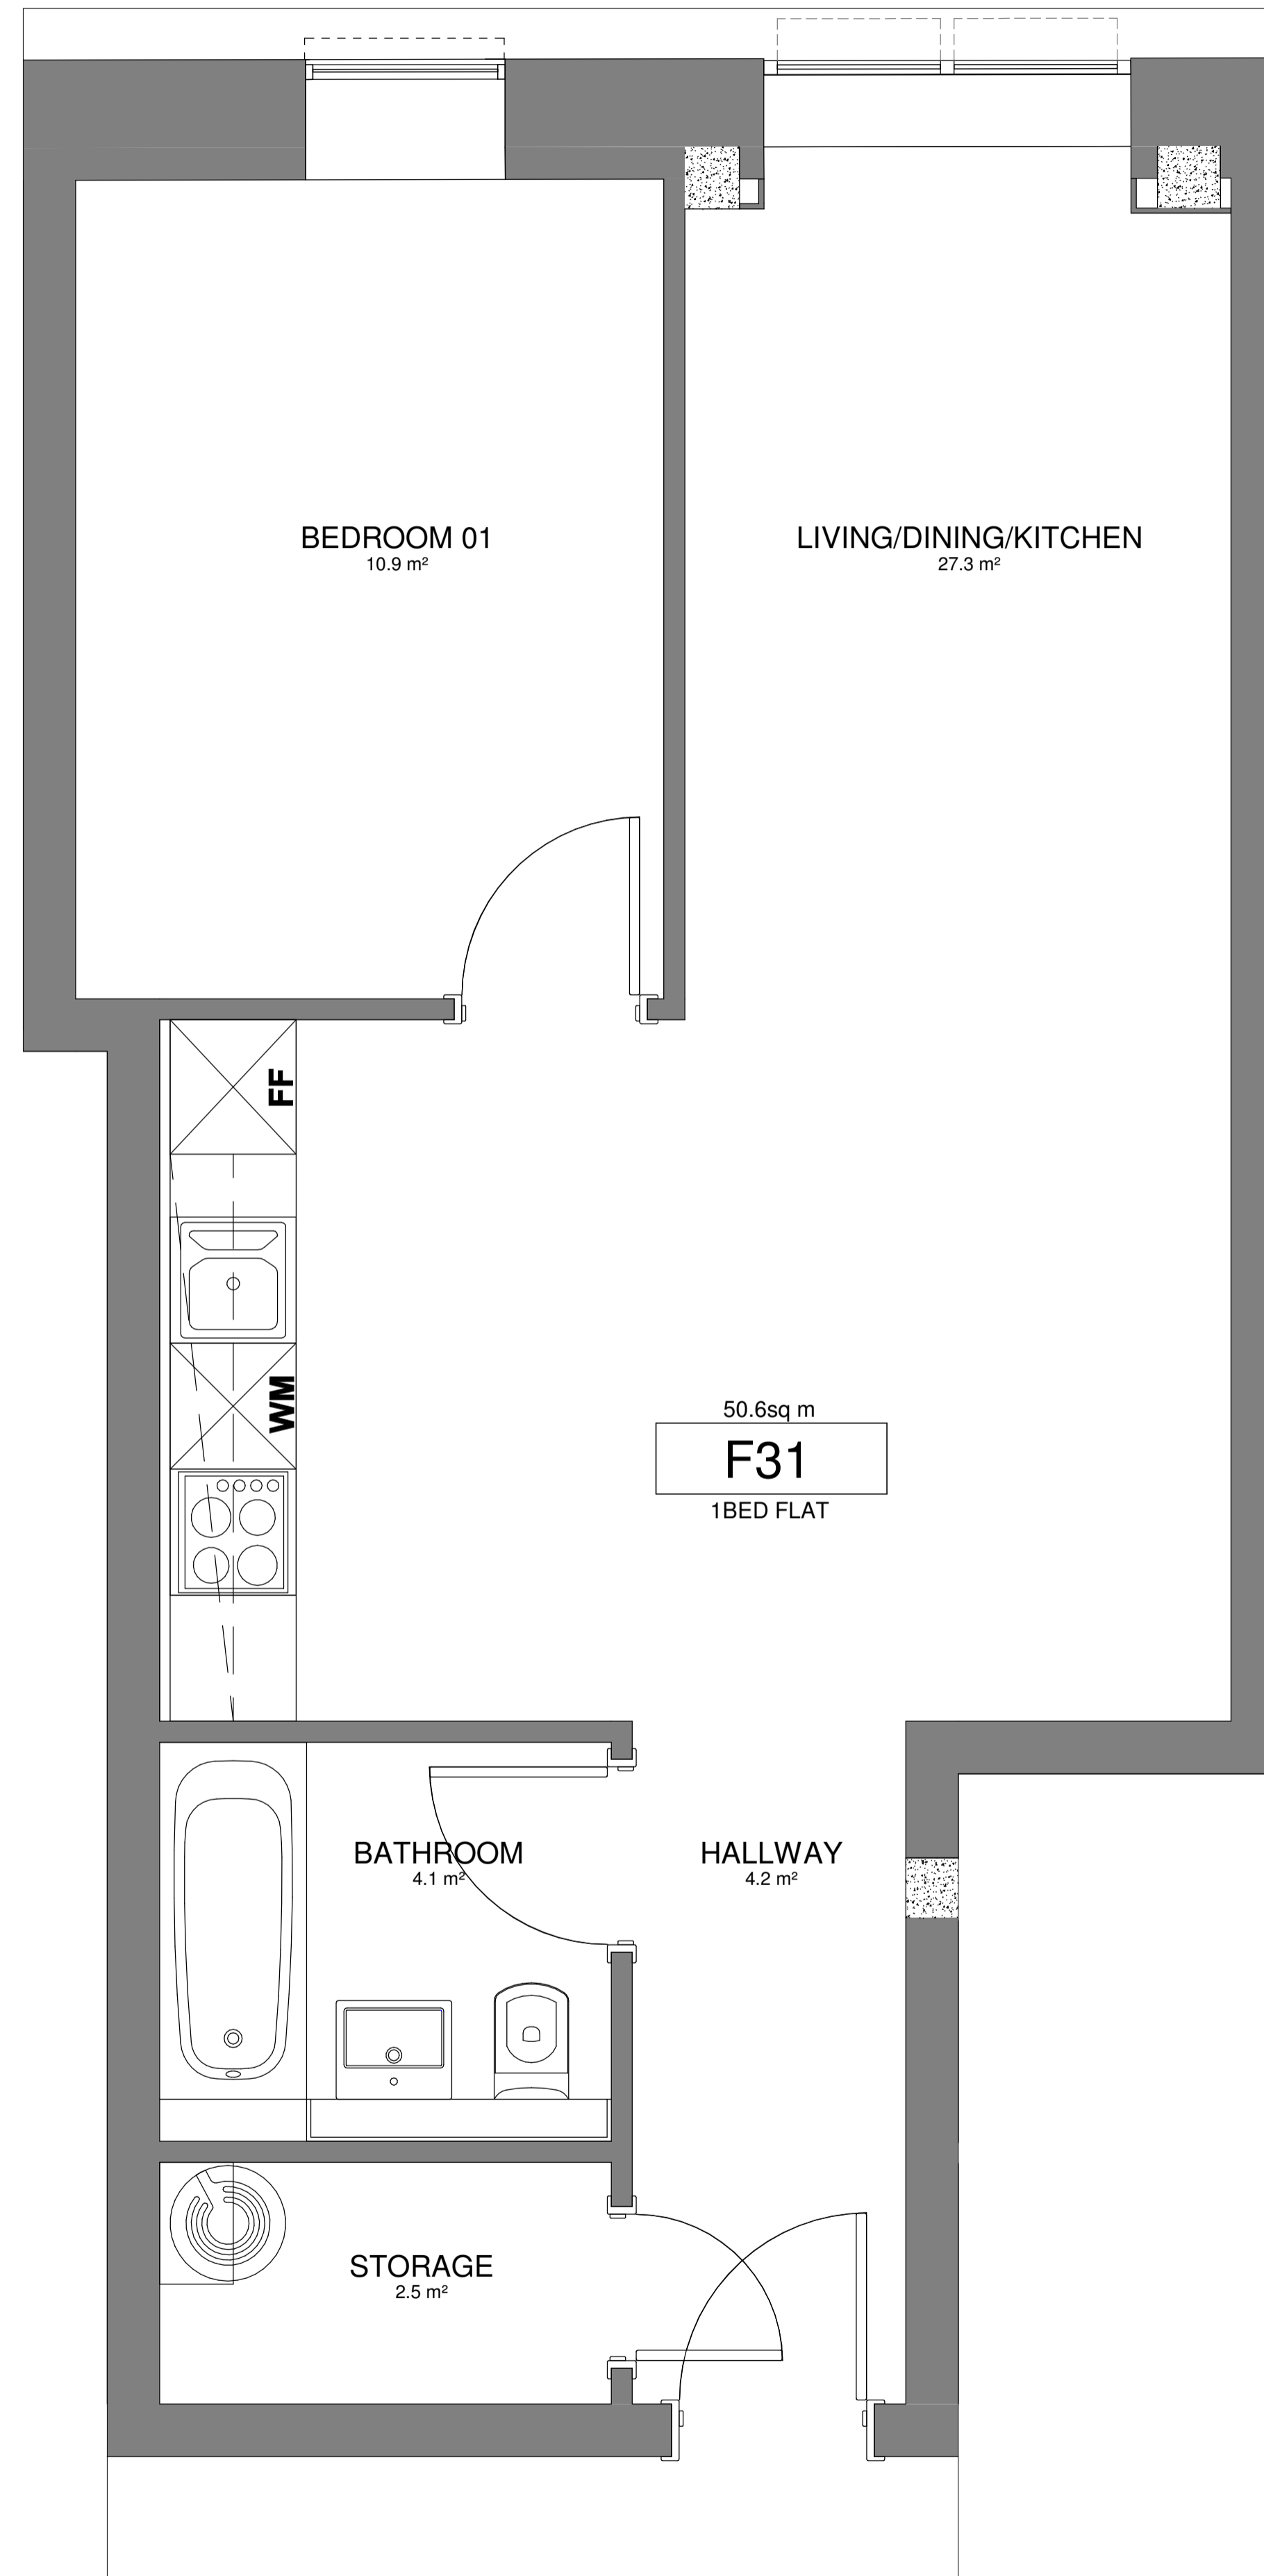 BEDROOM 01
10.9 m²
LIVING/DINING/KITCHEN
27.3 m²
FF
WM
50.6sq m
F31
1BED FLAT
BATHROOM
4.1 m²
HALLWAY
4.2 m²
STORAGE
2.5 m²